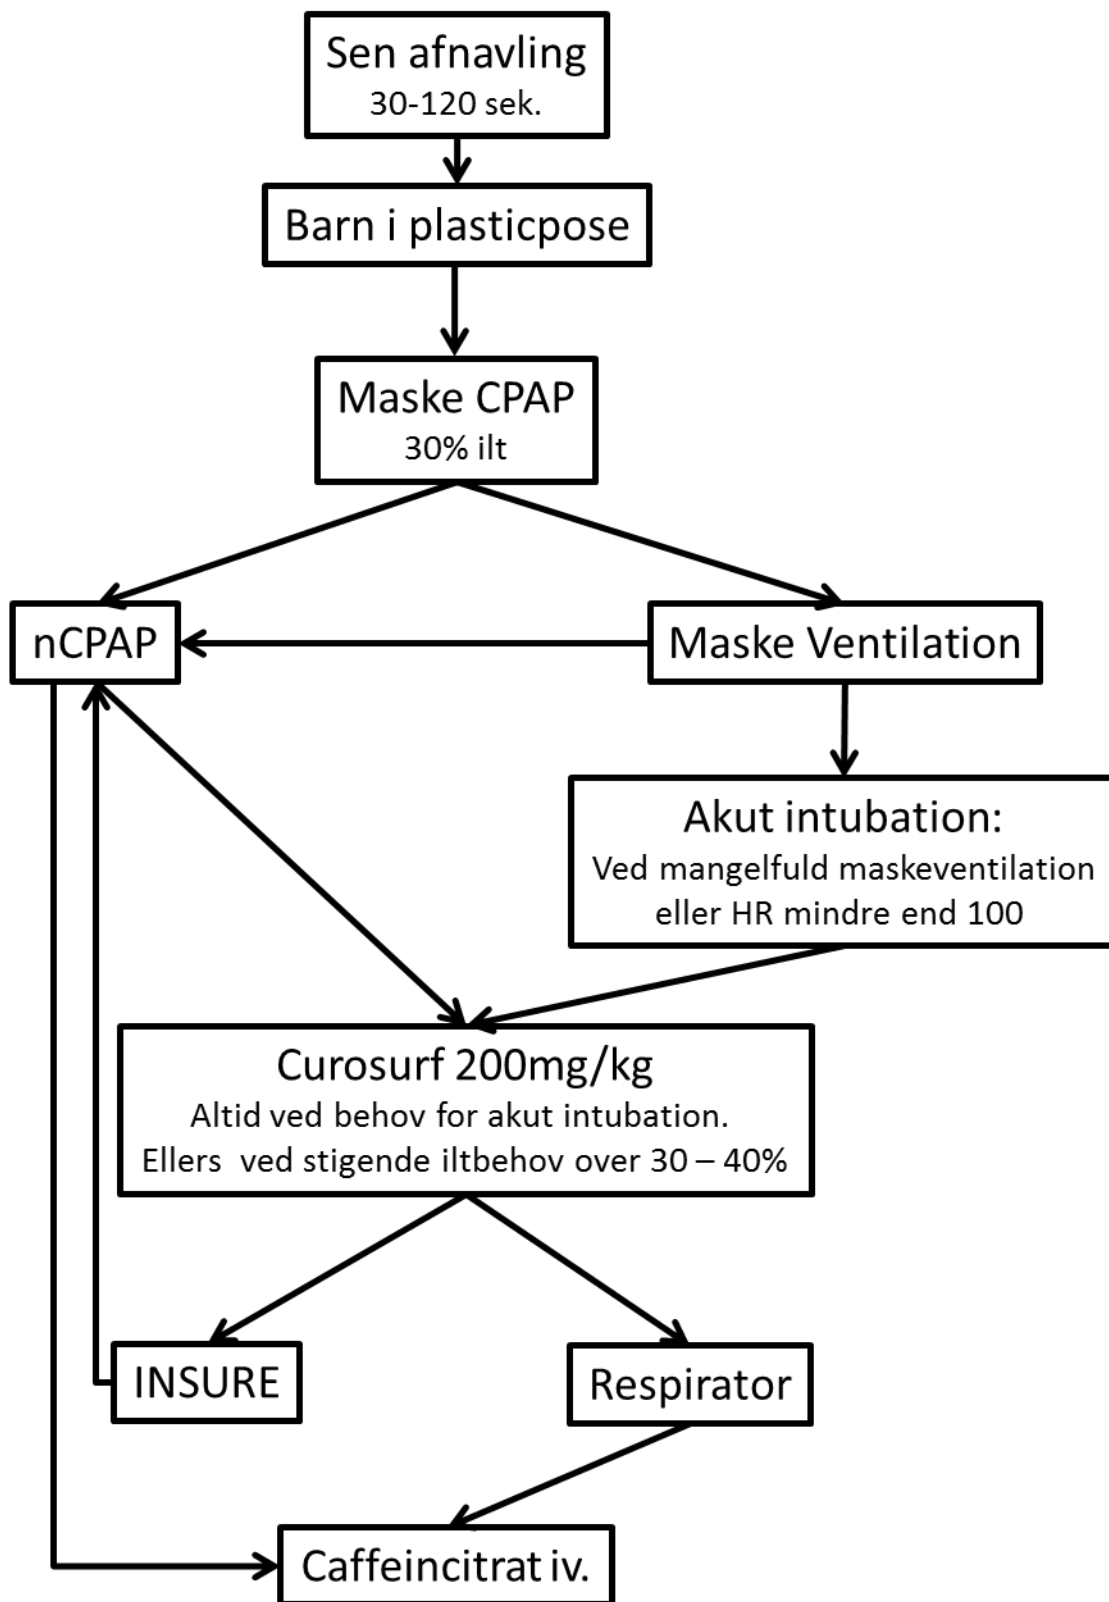 Sen afnavling
30-120 sek.
Barn i plasticpose
Maske CPAP
30% ilt
nCPAP
Maske Ventilation
Akut intubation:
Ved mangelfuld maskeventilation
eller HR mindre end 100
Curosurf 200mg/kg
Altid ved behov for akut intubation.
Ellers ved stigende iltbehov over 30 – 40%
INSURE
Respirator
Caffeincitrat iv.